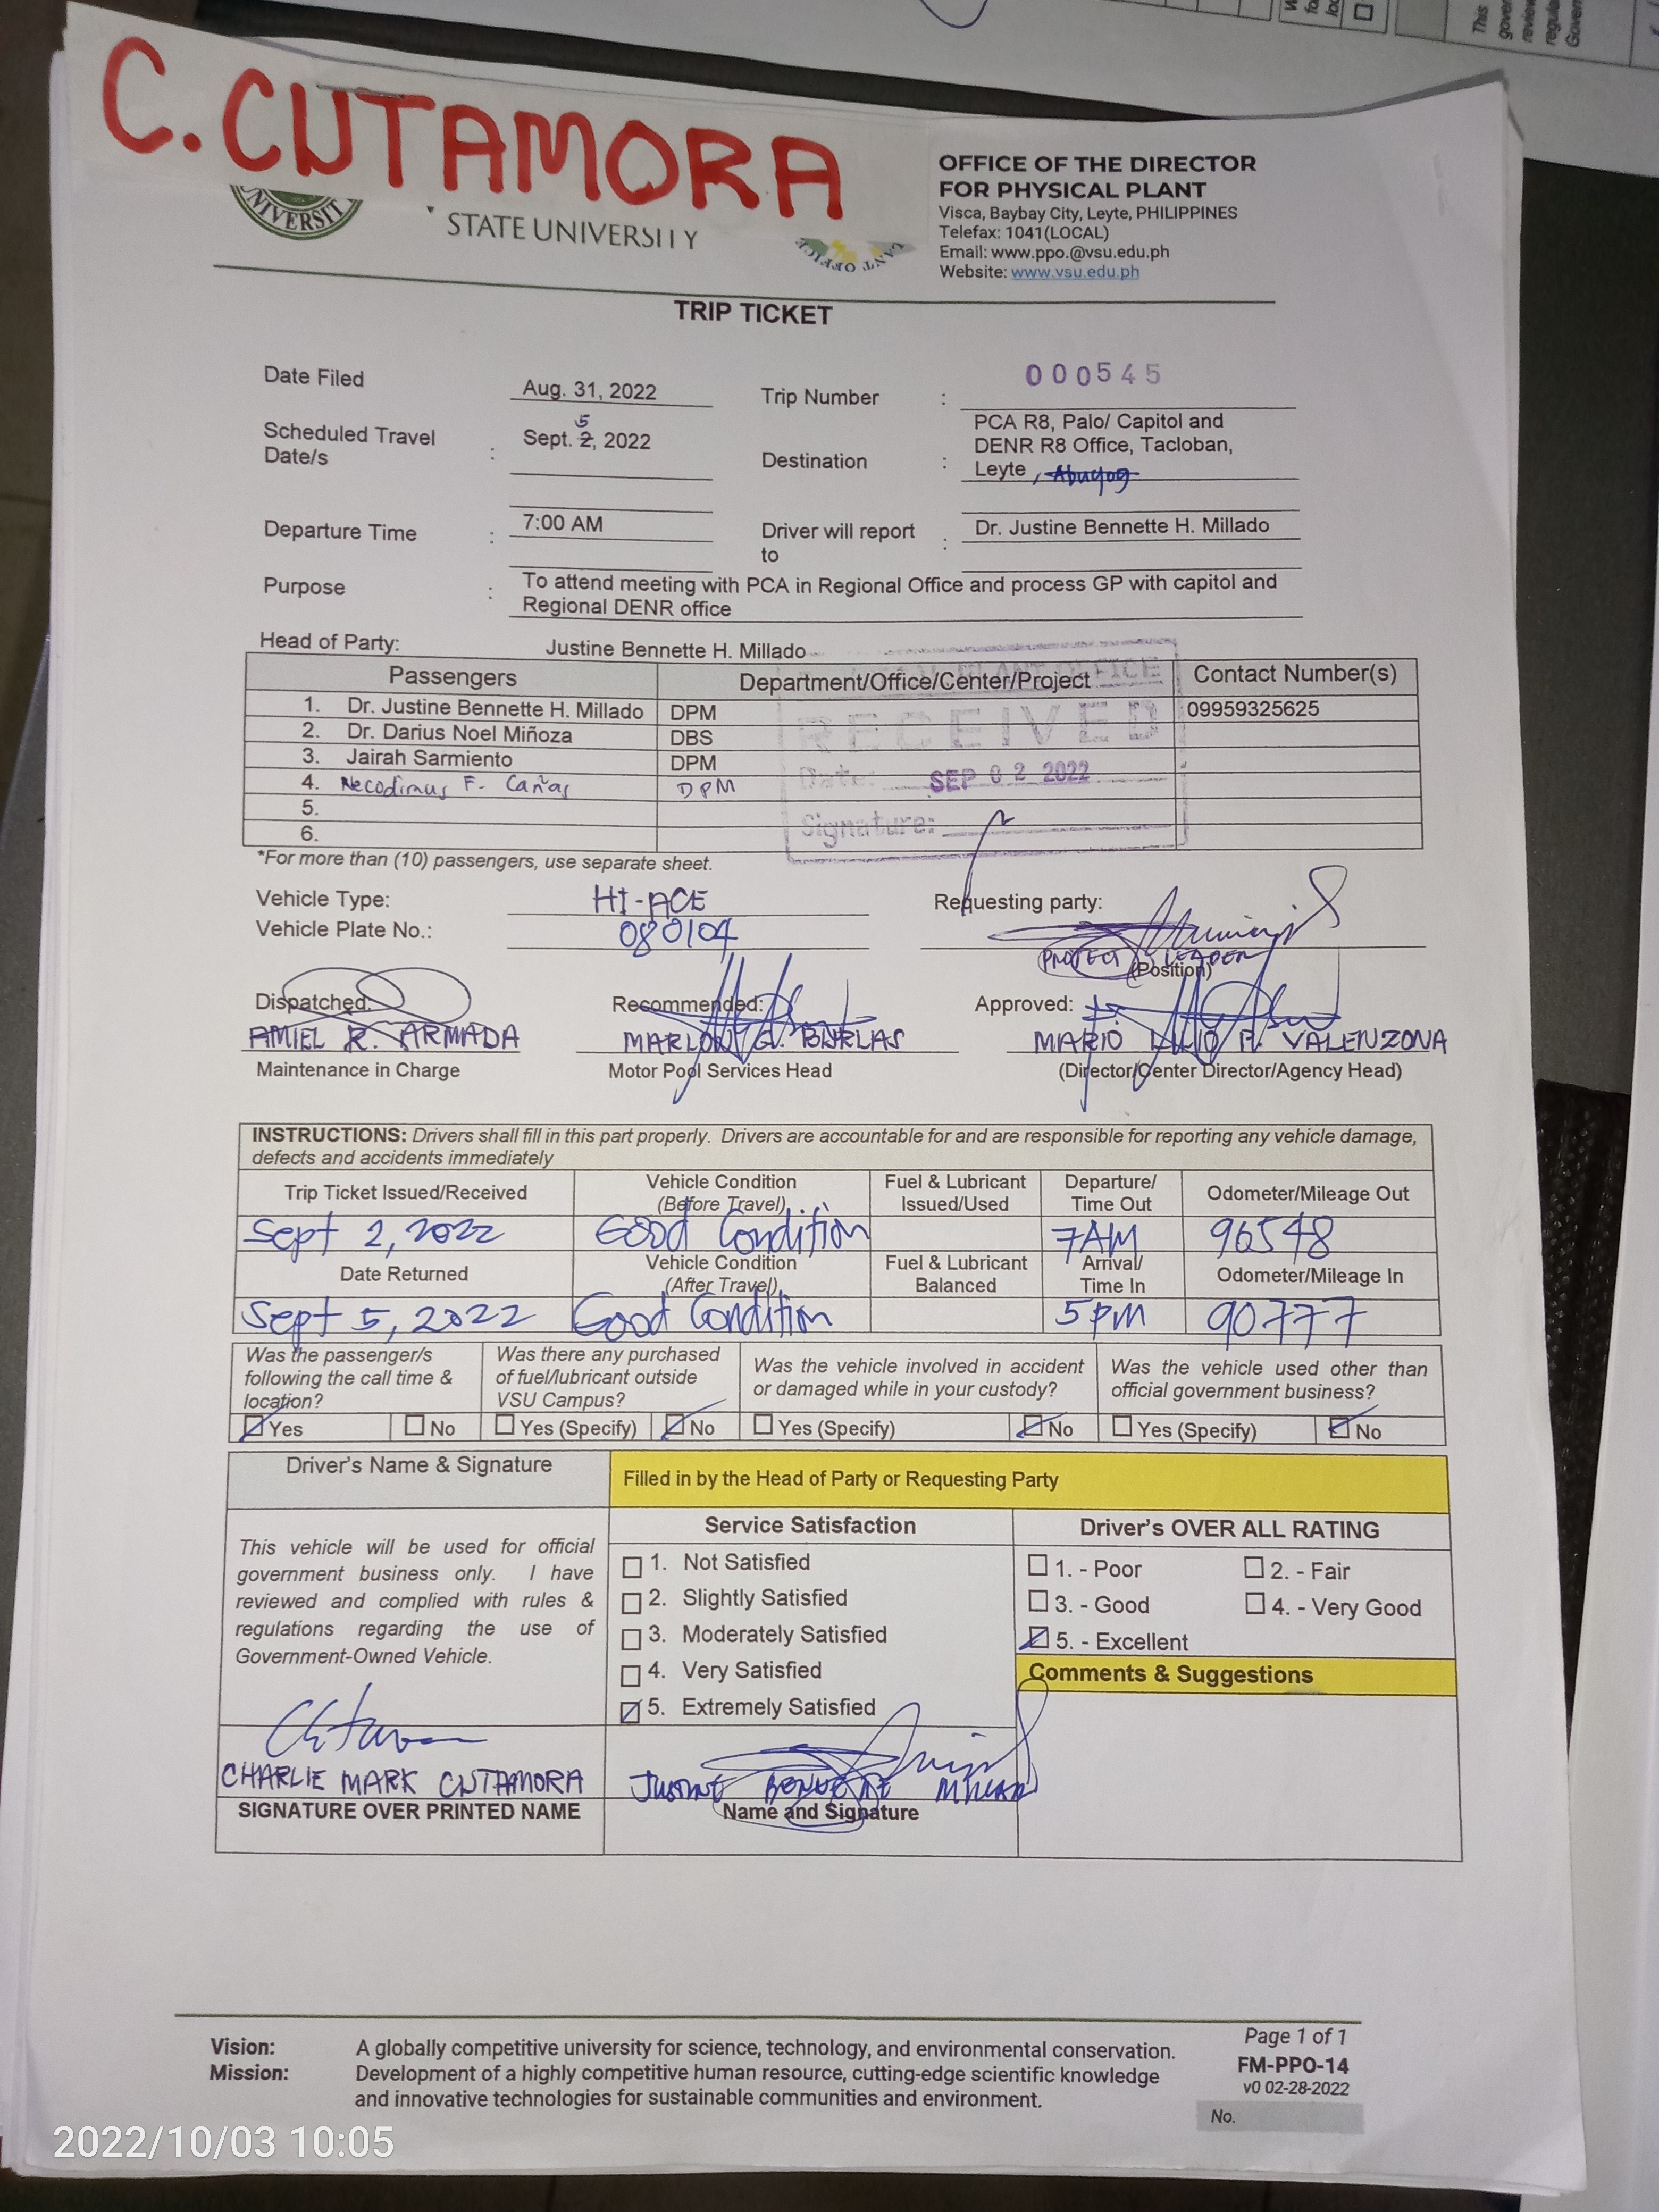 C. CUTAMORA
NIVERSIT
STATE UNIVERSITY
OFFICE OF THE DIRECTOR
FOR PHYSICAL PLANT
Visca, Baybay City, Leyte, PHILIPPINES
Telefax: 1041(LOCAL)
Email: www.ppo.@vsu.edu.ph
Website: www.vsu.edu.ph
TRIP TICKET
Date Filed Aug. 31, 2022 Trip Number : 000545
Scheduled Travel Date/s : Sept. 2, 2022 5
Destination : PCA R8, Palo/ Capitol and
DENR R8 Office, Tacloban,
Leyte, Abuyog
Departure Time : 7:00 AM Driver will report to : Dr. Justine Bennette H. Millado
Purpose : To attend meeting with PCA in Regional Office and process GP with capitol and
Regional DENR office
Head of Party: Justine Bennette H. Millado
Passengers Department/Office/Center/Project Contact Number(s)
1. Dr. Justine Bennette H. Millado DPM 09959325625
2. Dr. Darius Noel Miñoza DBS
3. Jairah Sarmiento DPM
4. Necodimus F. Cañas DPM
5.
6.
PLANT OFFICE
RECEIVED
Date: SEP 02 2022
Signature:
*For more than (10) passengers, use separate sheet.
Vehicle Type: HI-ACE Requesting party:
Vehicle Plate No.: 080104
PROJECT LEADER
(Position)
Dispatched: Recommended: Approved:
AMIEL R. ARMADA MARLON G. BURLAS MARIO LILIO P. VALENZONA
Maintenance in Charge Motor Pool Services Head (Director/Center Director/Agency Head)
INSTRUCTIONS: Drivers shall fill in this part properly. Drivers are accountable for and are responsible for reporting any vehicle damage,
defects and accidents immediately
Trip Ticket Issued/Received Vehicle Condition (Before Travel) Fuel & Lubricant Issued/Used Departure/ Time Out Odometer/Mileage Out
Sept 2, 2022 Good Condition 7AM 96548
Date Returned Vehicle Condition (After Travel) Fuel & Lubricant Balanced Arrival/ Time In Odometer/Mileage In
Sept 5, 2022 Good Condition 5pm 90777
Was the passenger/s following the call time & location?
Was there any purchased of fuel/lubricant outside VSU Campus?
Was the vehicle involved in accident or damaged while in your custody?
Was the vehicle used other than official government business?
Yes No Yes (Specify) No Yes (Specify) No Yes (Specify) No
Driver's Name & Signature Filled in by the Head of Party or Requesting Party
This vehicle will be used for official
government business only. I have
reviewed and complied with rules &
regulations regarding the use of
Government-Owned Vehicle.
CHARLIE MARK CUTAMORA
SIGNATURE OVER PRINTED NAME
Service Satisfaction
1. Not Satisfied
2. Slightly Satisfied
3. Moderately Satisfied
4. Very Satisfied
5. Extremely Satisfied
Driver's OVER ALL RATING
1. - Poor 2. - Fair
3. - Good 4. - Very Good
5. - Excellent
Comments & Suggestions
JUSTINE BENNETTE MILLADO
Name and Signature
Vision: A globally competitive university for science, technology, and environmental conservation.
Mission: Development of a highly competitive human resource, cutting-edge scientific knowledge
and innovative technologies for sustainable communities and environment.
Page 1 of 1
FM-PPO-14
v0 02-28-2022
No.
2022/10/03 10:05